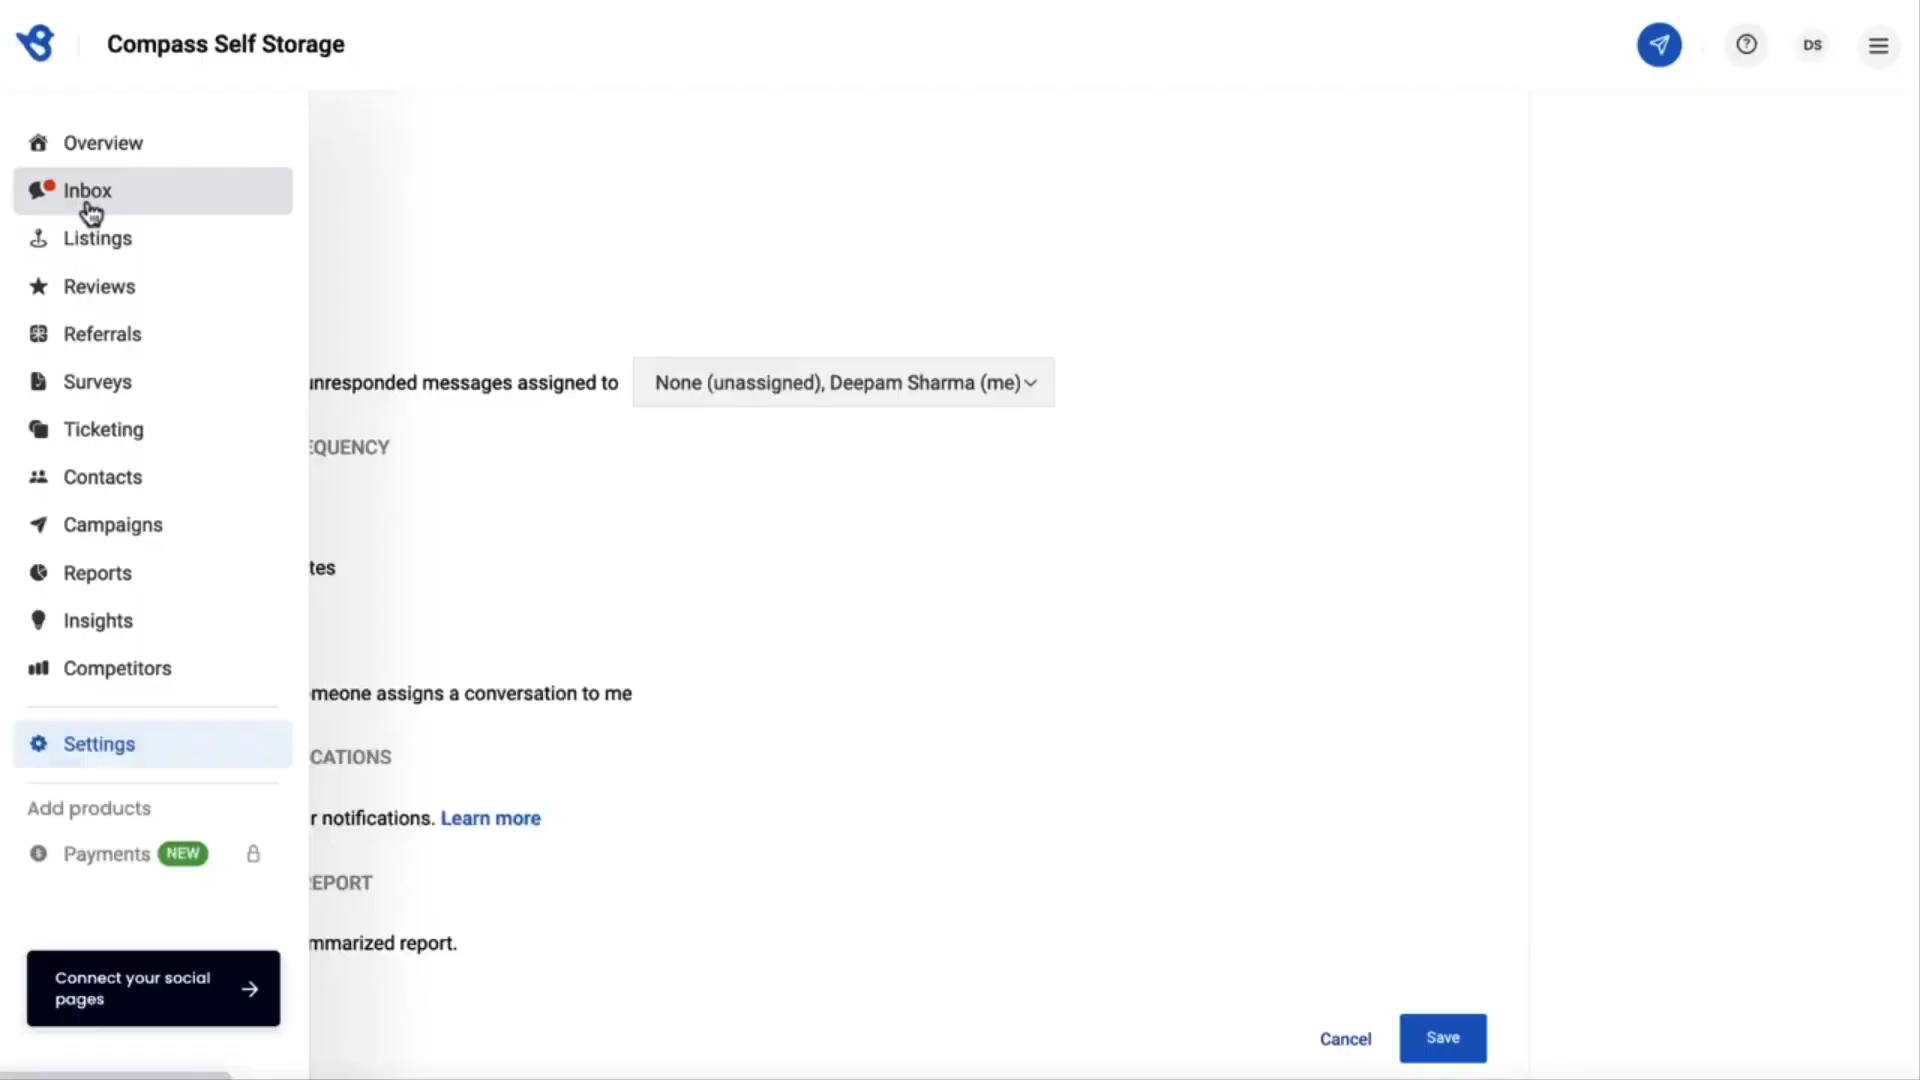 Compass Self Storage
DS
Overview
Inbox
Listings
Reviews
Referrals
Surveys
Ticketing
Contacts
Campaigns
Reports
Insights
Competitors
Settings
Add products
Payments NEW
Connect your social
pages
unresponded messages assigned to
None (unassigned), Deepam Sharma (me)
EQUENCY
tes
meone assigns a conversation to me
CATIONS
r notifications. Learn more
EPORT
mmarized report.
Cancel
Save